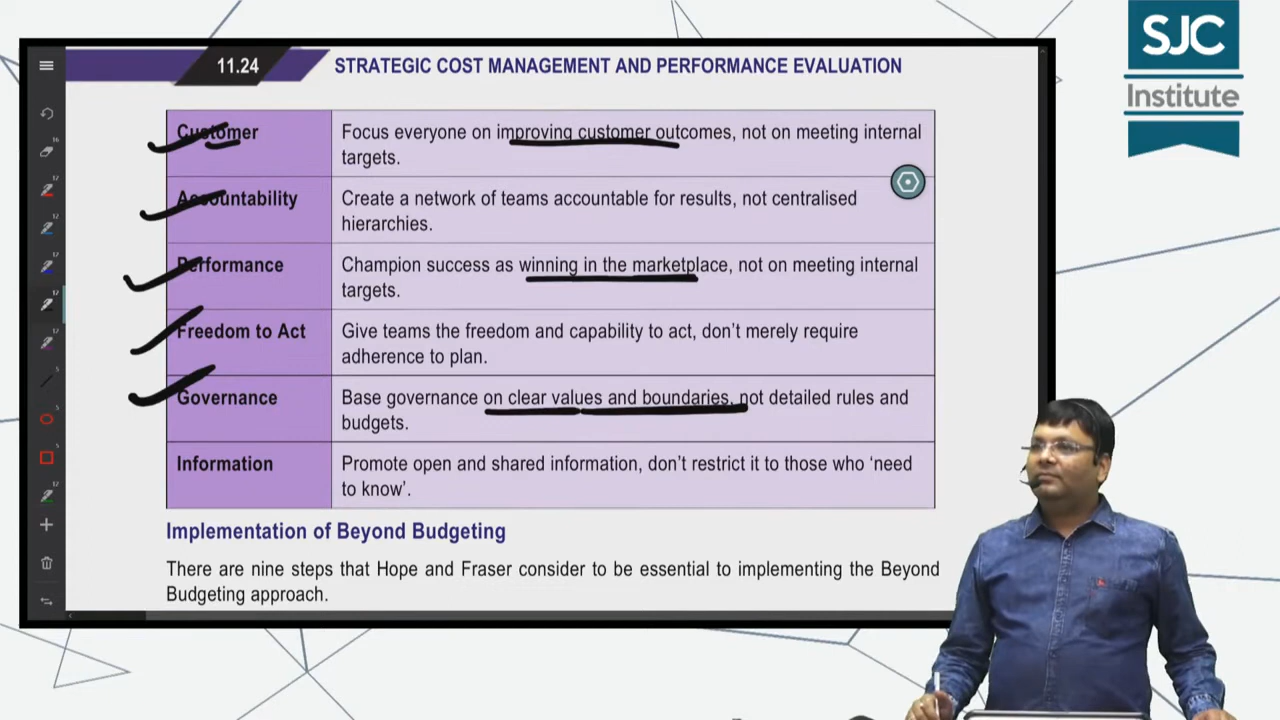 SJC
Institute
11.24
STRATEGIC COST MANAGEMENT AND PERFORMANCE EVALUATION
Customer
Focus everyone on improving customer outcomes, not on meeting internal
targets.
Accountability
Create a network of teams accountable for results, not centralised
hierarchies.
Performance
Champion success as winning in the marketplace, not on meeting internal
targets.
Freedom to Act
Give teams the freedom and capability to act, don't merely require
adherence to plan.
Governance
Base governance on clear values and boundaries, not detailed rules and
budgets.
Information
Promote open and shared information, don't restrict it to those who 'need
to know'.
Implementation of Beyond Budgeting
There are nine steps that Hope and Fraser consider to be essential to implementing the Beyond
Budgeting approach.